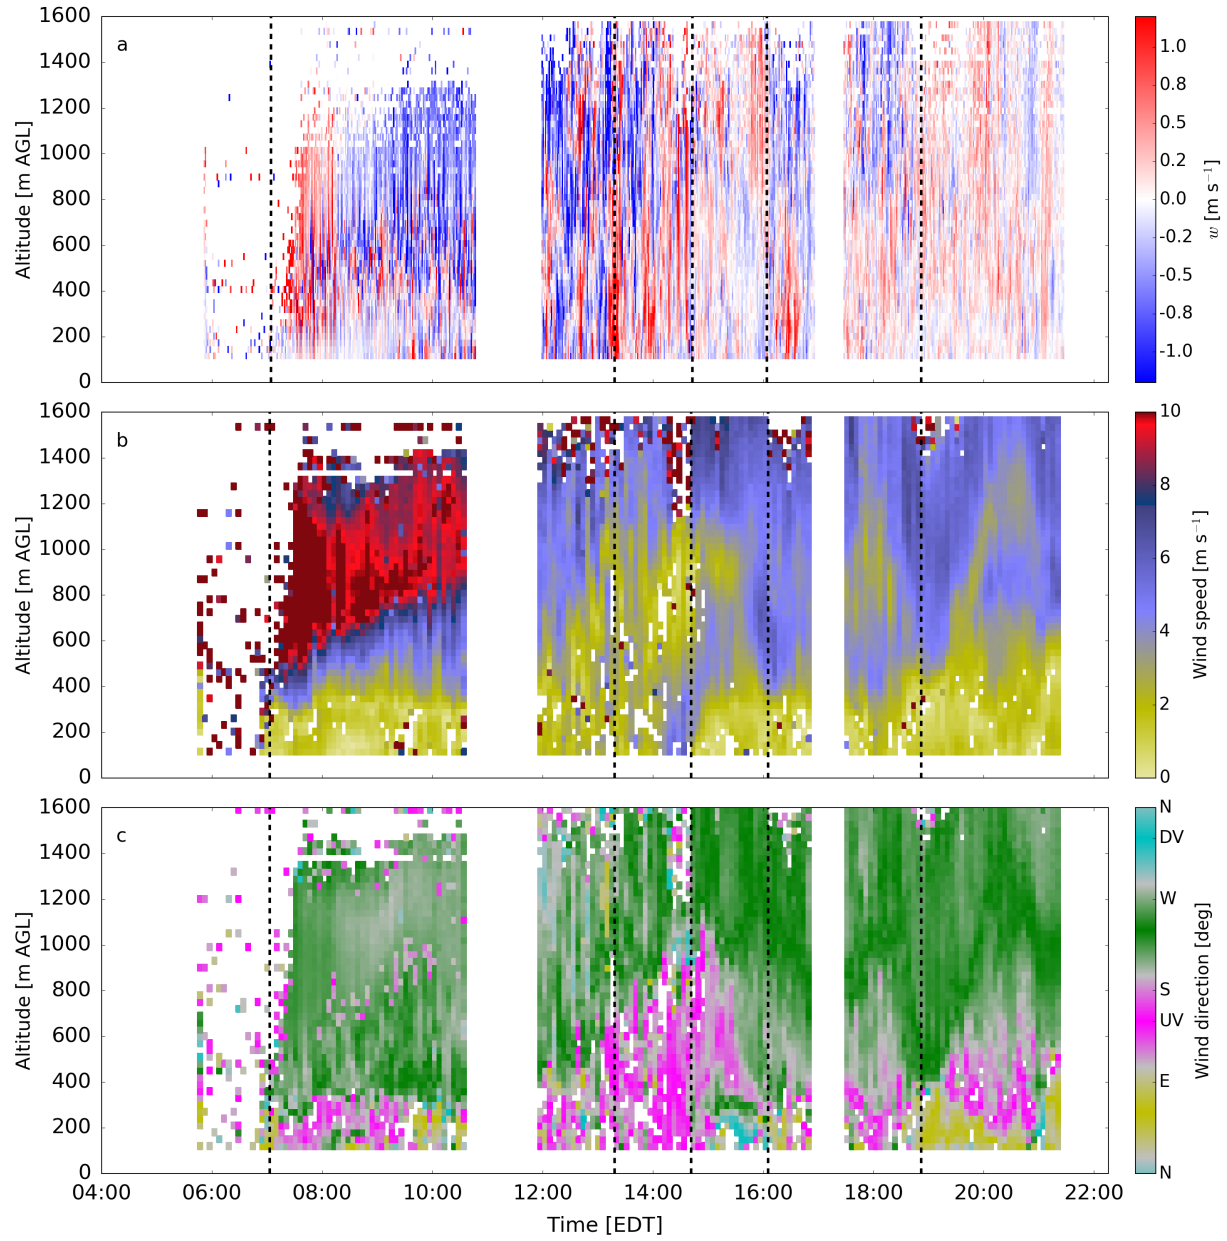 a
1600
1400
1200
1000
800
600
400
200
0
Altitude [m AGL]
1.0
0.8
0.5
0.2
0.0
-0.2
-0.5
-0.8
-1.0
w [m s⁻¹]
b
1600
1400
1200
1000
800
600
400
200
0
Altitude [m AGL]
10
8
6
4
2
0
Wind speed [m s⁻¹]
c
1600
1400
1200
1000
800
600
400
200
0
Altitude [m AGL]
N
DV
W
S
UV
E
N
Wind direction [deg]
04:00 06:00 08:00 10:00 12:00 14:00 16:00 18:00 20:00 22:00
Time [EDT]